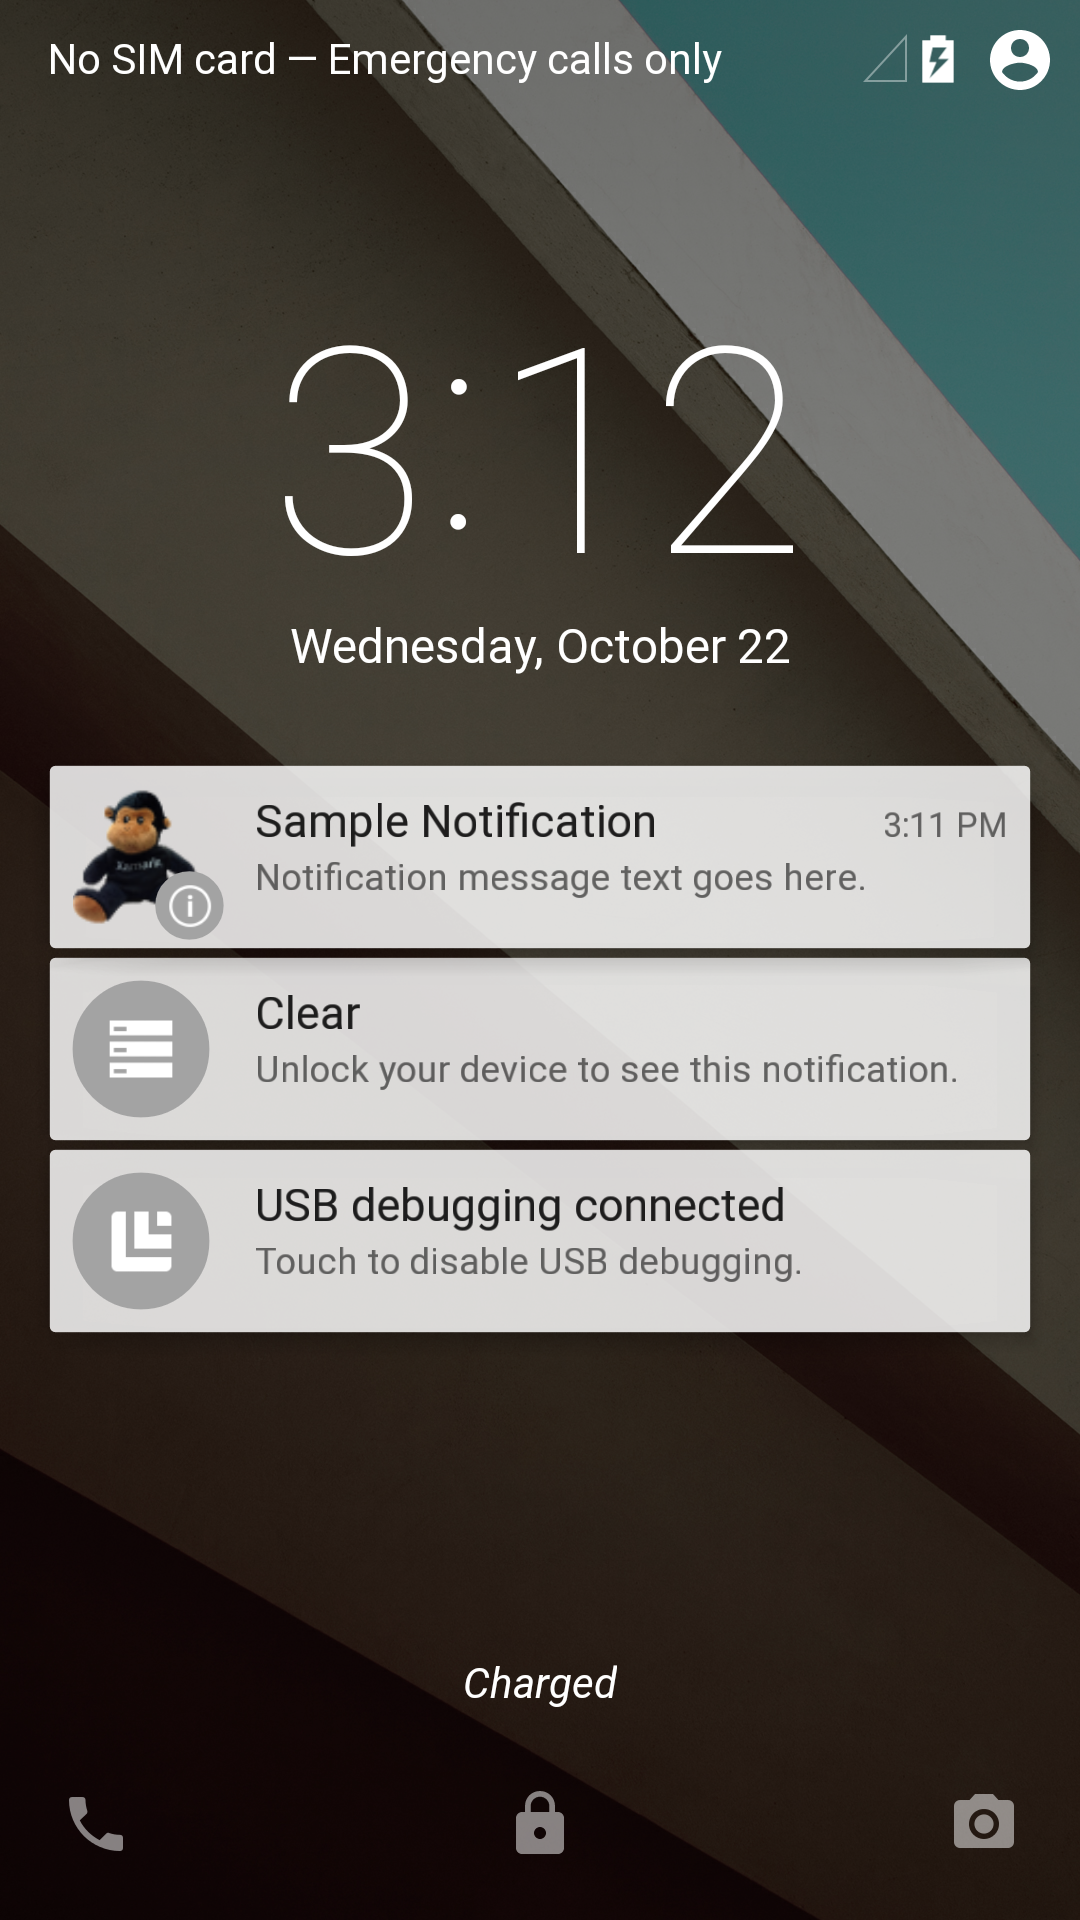 No SIM card — Emergency calls only
3:12
Wednesday, October 22
Sample Notification 3:11 PM
Notification message text goes here.
Xamarin
Clear
Unlock your device to see this notification.
USB debugging connected
Touch to disable USB debugging.
Charged